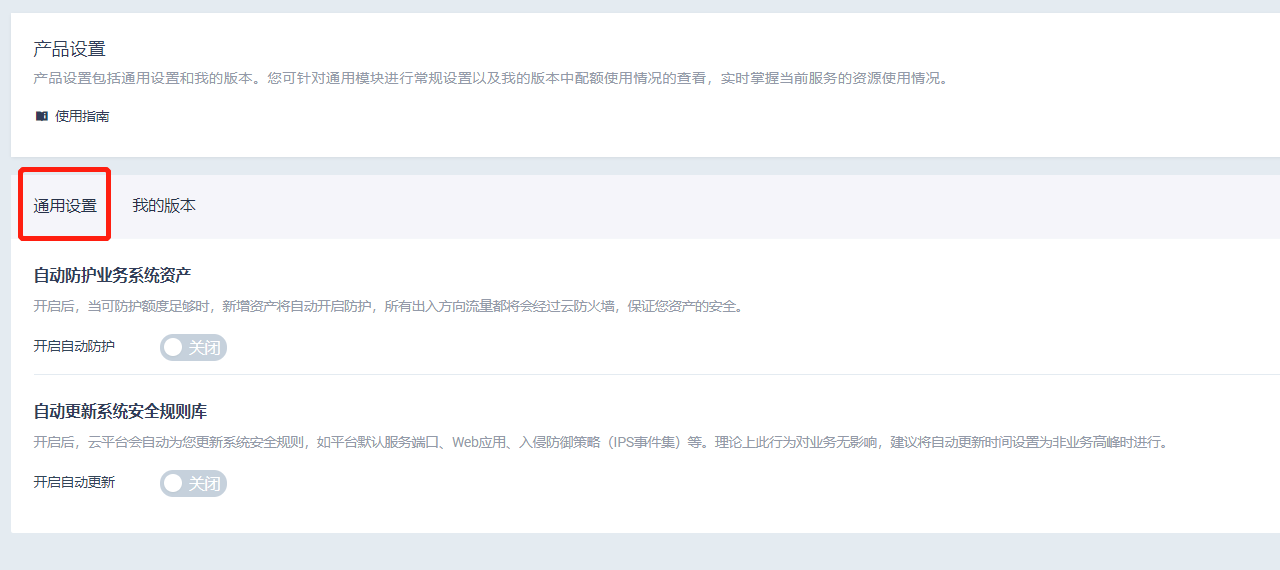 产品设置
产品设置包括通用设置和我的版本。您可针对通用模块进行常规设置以及我的版本中配额使用情况的查看，实时掌握当前服务的资源使用情况。
使用指南
通用设置 我的版本
自动防护业务系统资产
开启后，当可防护额度足够时，新增资产将自动开启防护，所有出入方向流量都将会经过云防火墙，保证您资产的安全。
开启自动防护 关闭
自动更新系统安全规则库
开启后，云平台会自动为您更新系统安全规则，如平台默认服务端口、Web应用、入侵防御策略（IPS事件集）等。理论上此行为对业务无影响，建议将自动更新时间设置为非业务高峰时进行。
开启自动更新 关闭